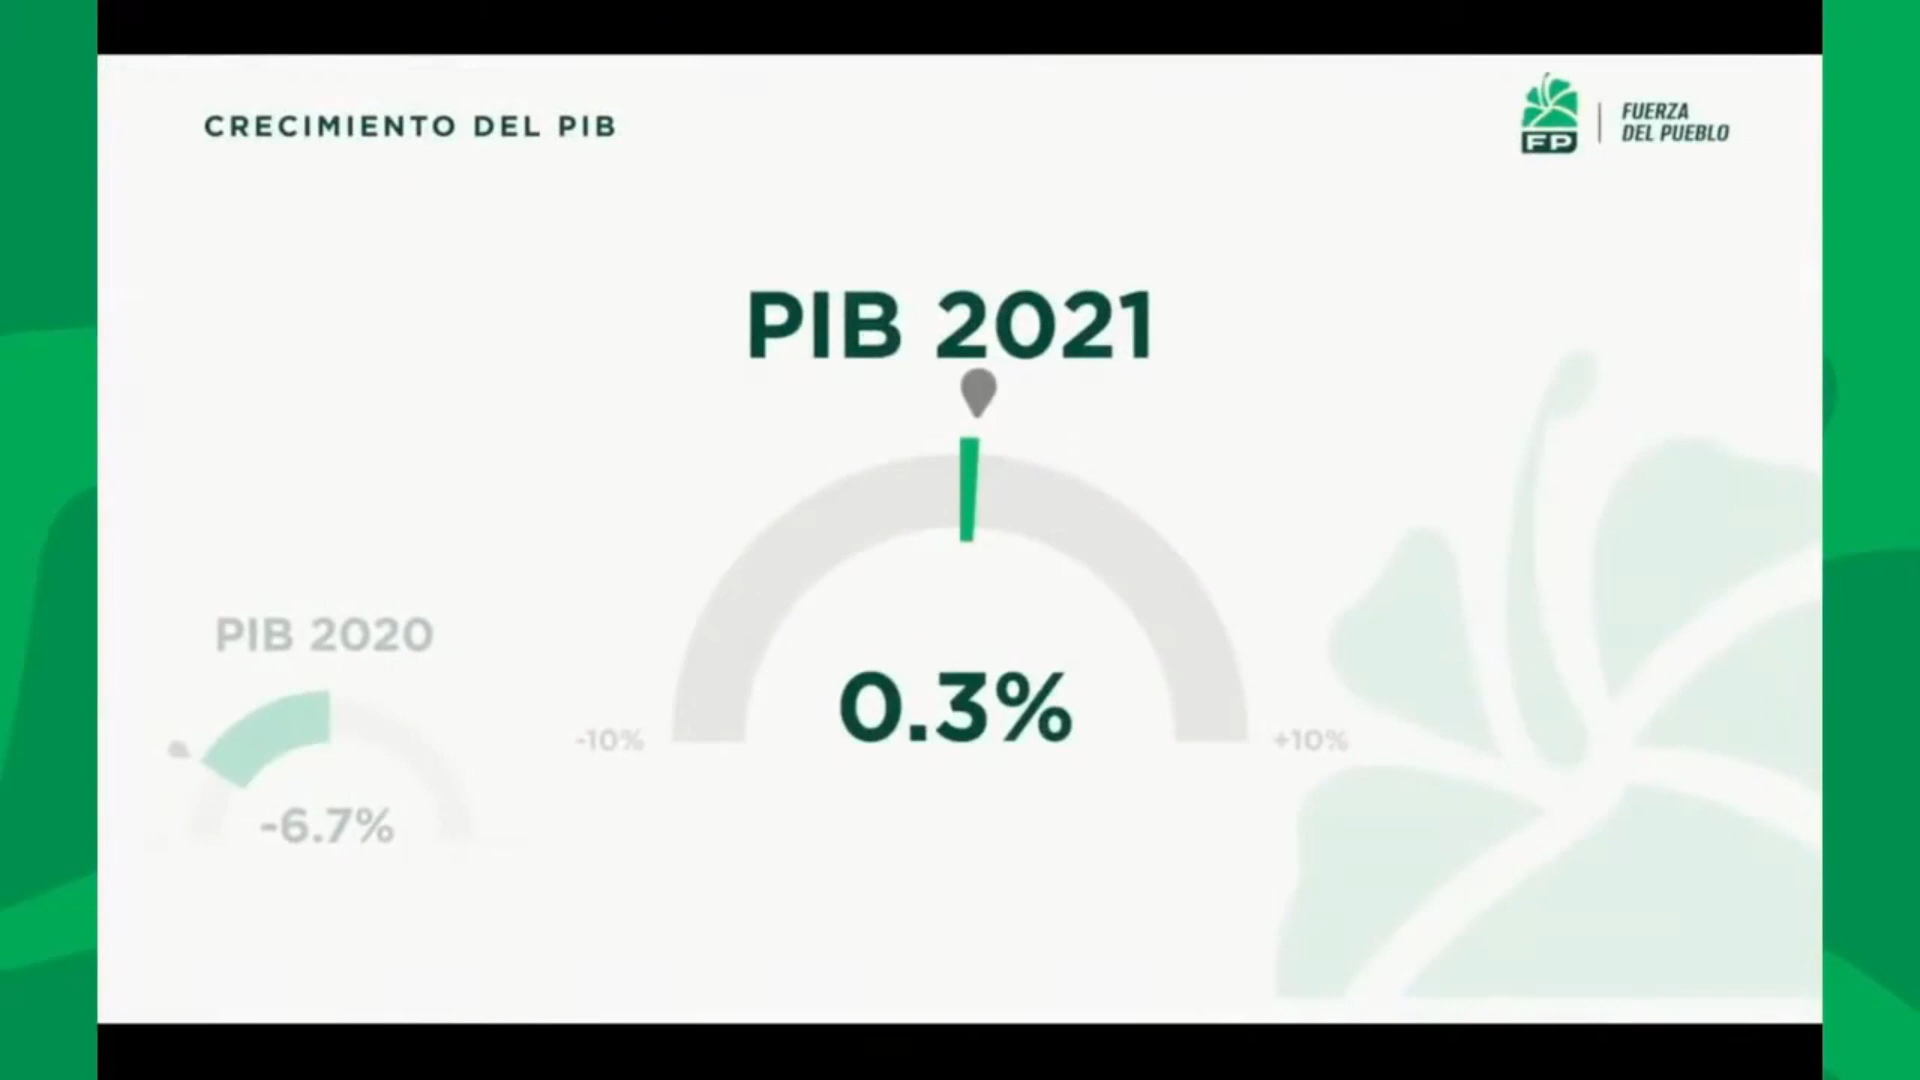 CRECIMIENTO DEL PIB
FP
FUERZA
DEL PUEBLO
PIB 2021
0.3%
-10%
+10%
PIB 2020
-6.7%